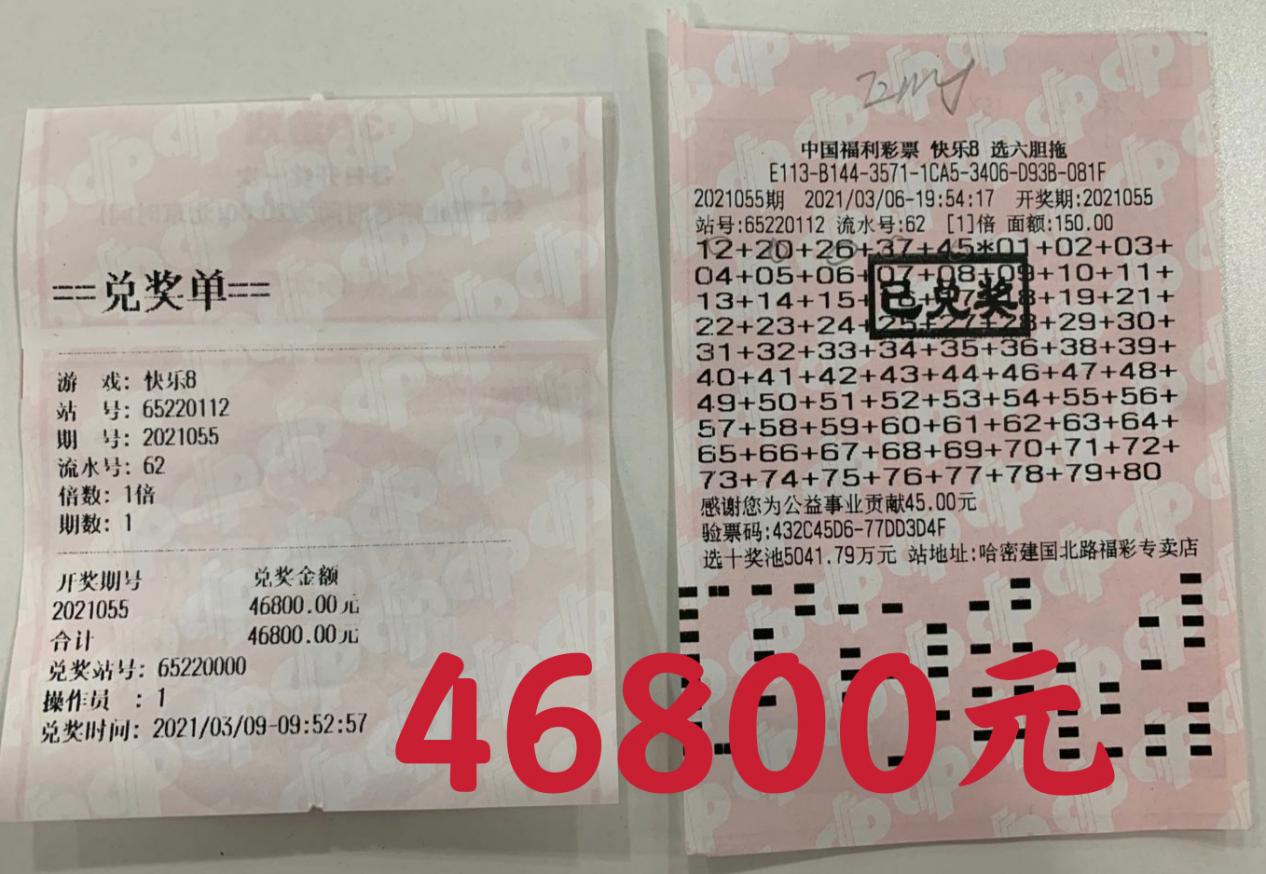 ==兑奖单==
游 戏: 快乐8
站 号: 65220112
期 号: 2021055
流水号: 62
倍数: 1倍
期数: 1
开奖期号 兑奖金额
2021055 46800.00元
合计 46800.00元
兑奖站号: 65220000
操作员 : 1
兑奖时间: 2021/03/09-09:52:57
中国福利彩票 快乐8 选六胆拖
E113-B144-3571-1CA5-3406-D93B-081F
2021055期 2021/03/06-19:54:17 开奖期:2021055
站号:65220112 流水号:62 [1]倍 面额:150.00
12+20+26+37+45*01+02+03+
04+05+06+07+08+09+10+11+
已兑奖
13+14+15+ 8+19+21+
22+23+24+25+27+28+29+30+
31+32+33+34+35+36+38+39+
40+41+42+43+44+46+47+48+
49+50+51+52+53+54+55+56+
57+58+59+60+61+62+63+64+
65+66+67+68+69+70+71+72+
73+74+75+76+77+78+79+80
感谢您为公益事业贡献45.00元
验票码:432C45D6-77DD3D4F
选十奖池5041.79万元 站地址:哈密建国北路福彩专卖店
46800元